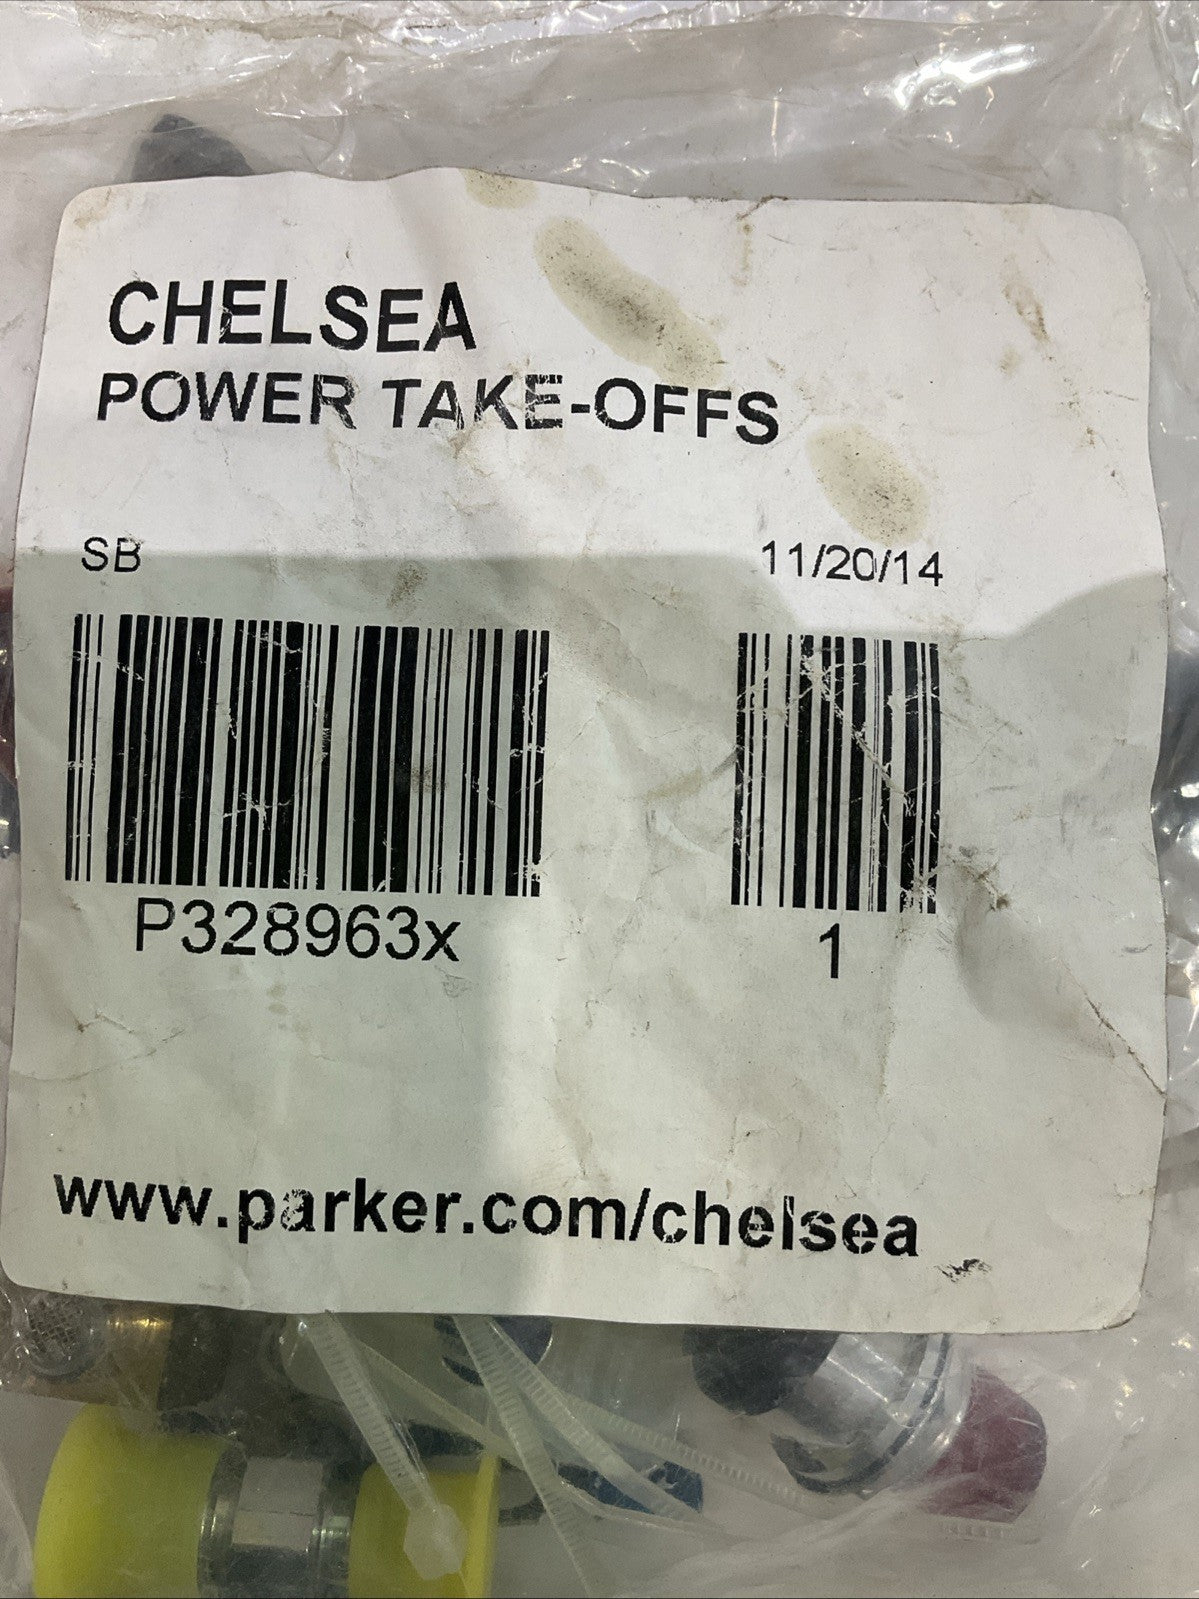 CHELSEA
POWER TAKE-OFFS
SB 11/20/14
P328963x 1
www.parker.com/chelsea